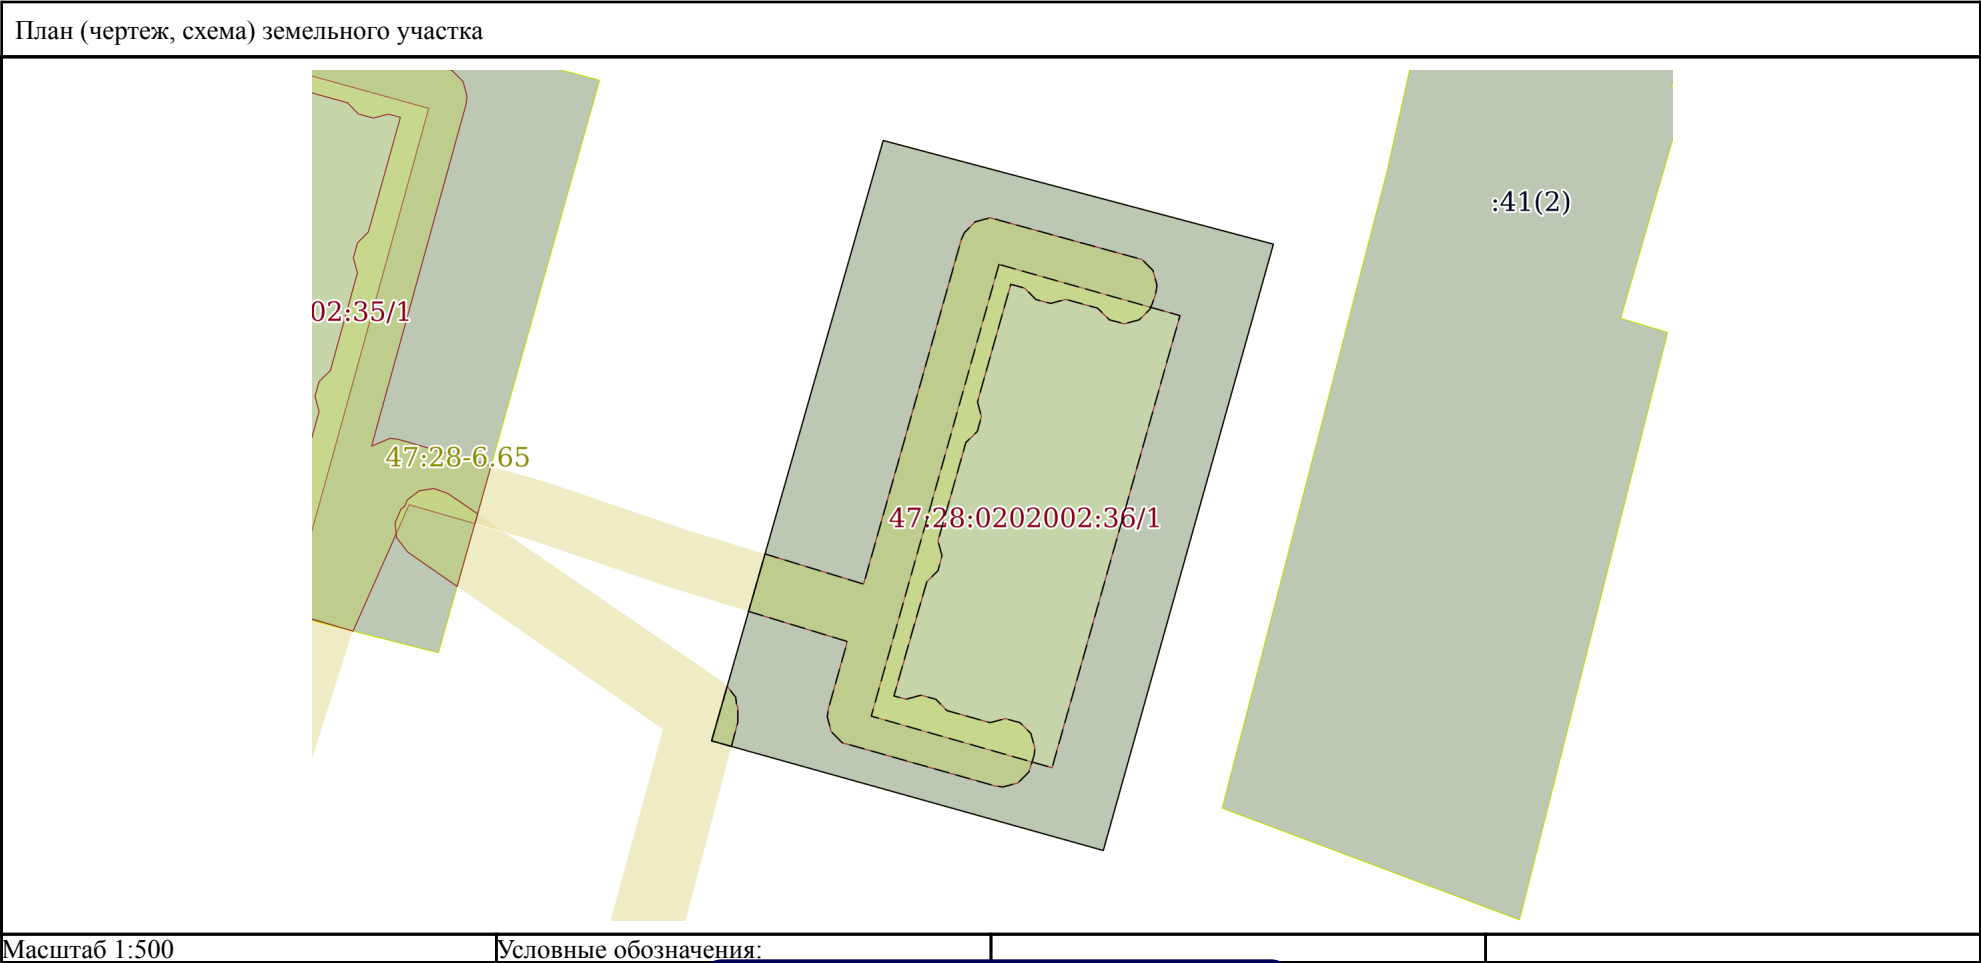 План (чертеж, схема) земельного участка
:41(2)
02:35/1
47:28-6.65
47:28:0202002:36/1
Масштаб 1:500
Условные обозначения: